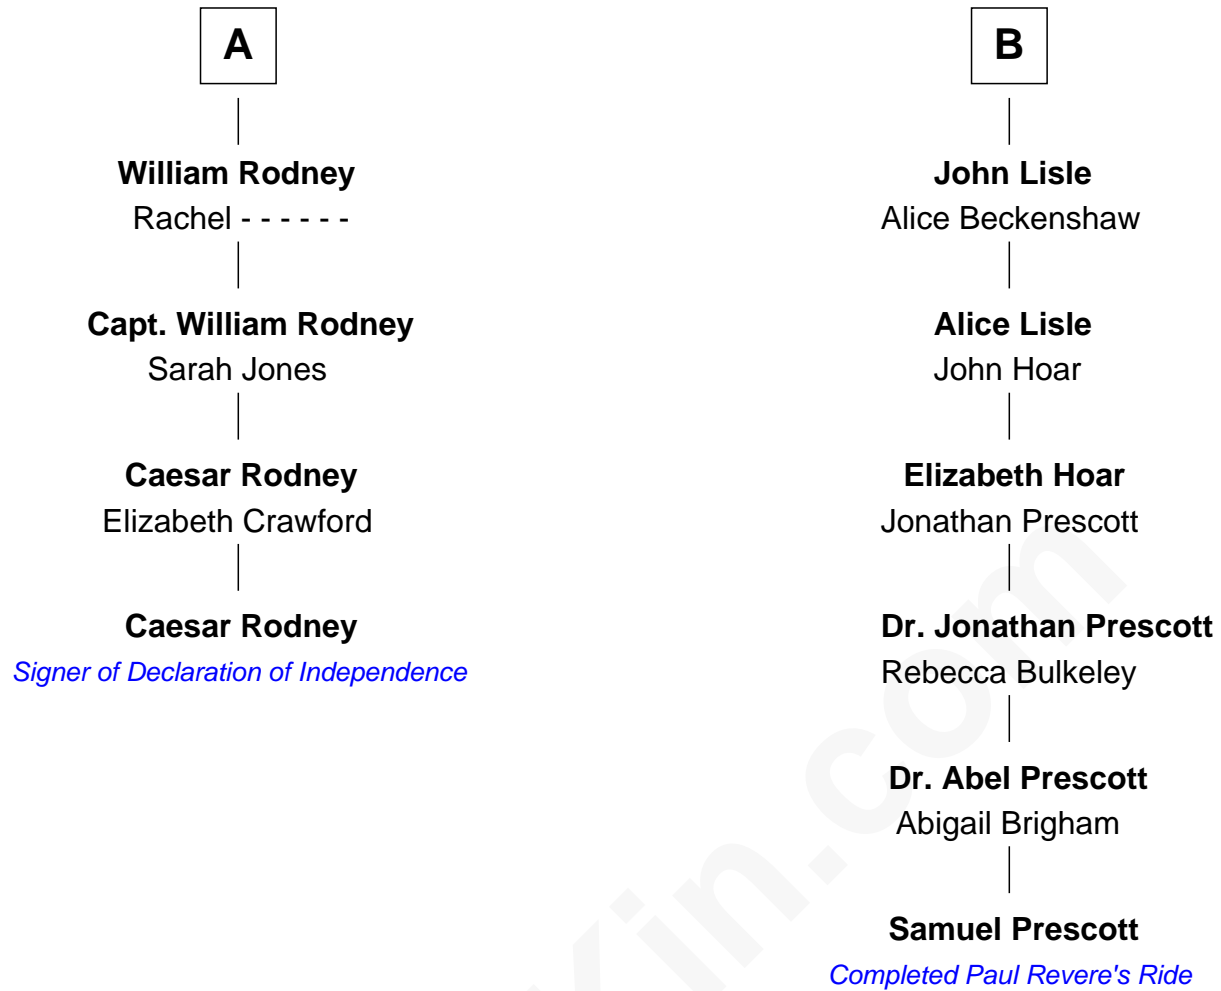 A
William Rodney
Rachel - - - - - -
Capt. William Rodney
Sarah Jones
Caesar Rodney
Elizabeth Crawford
Caesar Rodney
Signer of Declaration of Independence
B
John Lisle
Alice Beckenshaw
Alice Lisle
John Hoar
Elizabeth Hoar
Jonathan Prescott
Dr. Jonathan Prescott
Rebecca Bulkeley
Dr. Abel Prescott
Abigail Brigham
Samuel Prescott
Completed Paul Revere's Ride
Kin.com